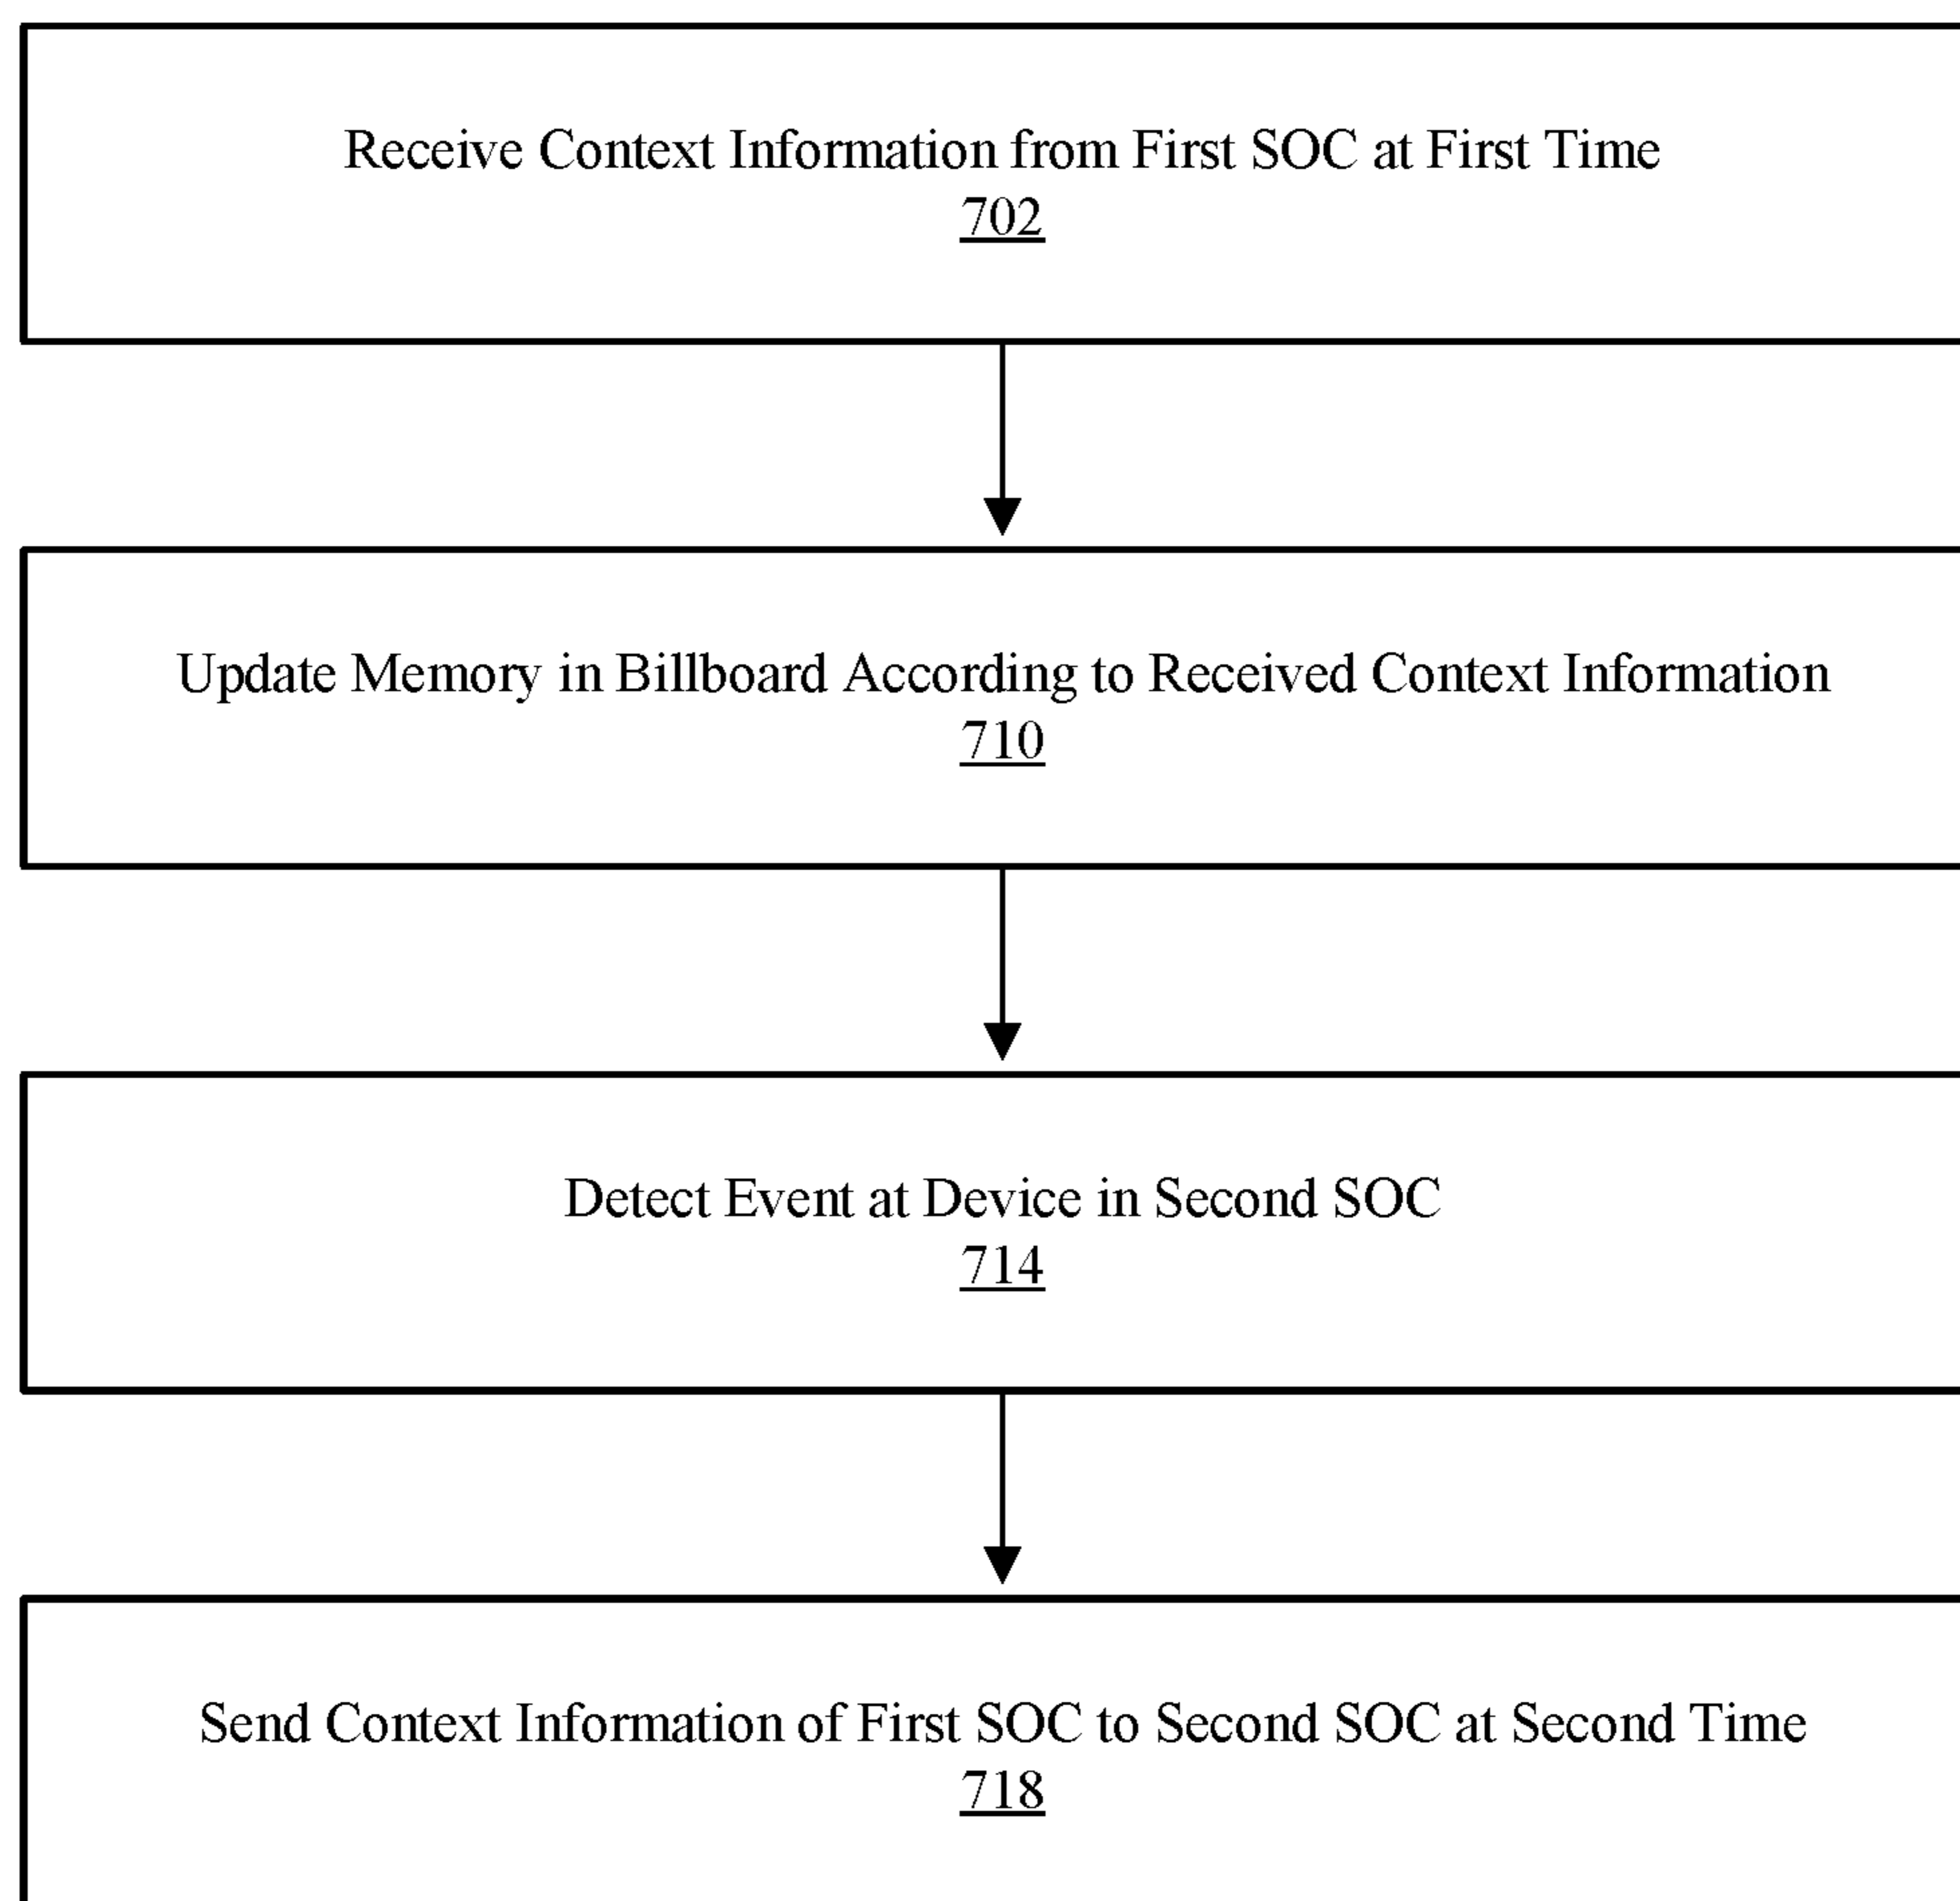 Receive Context Information from First SOC at First Time
702
Update Memory in Billboard According to Received Context Information
710
Detect Event at Device in Second SOC
714
Send Context Information of First SOC to Second SOC at Second Time
718